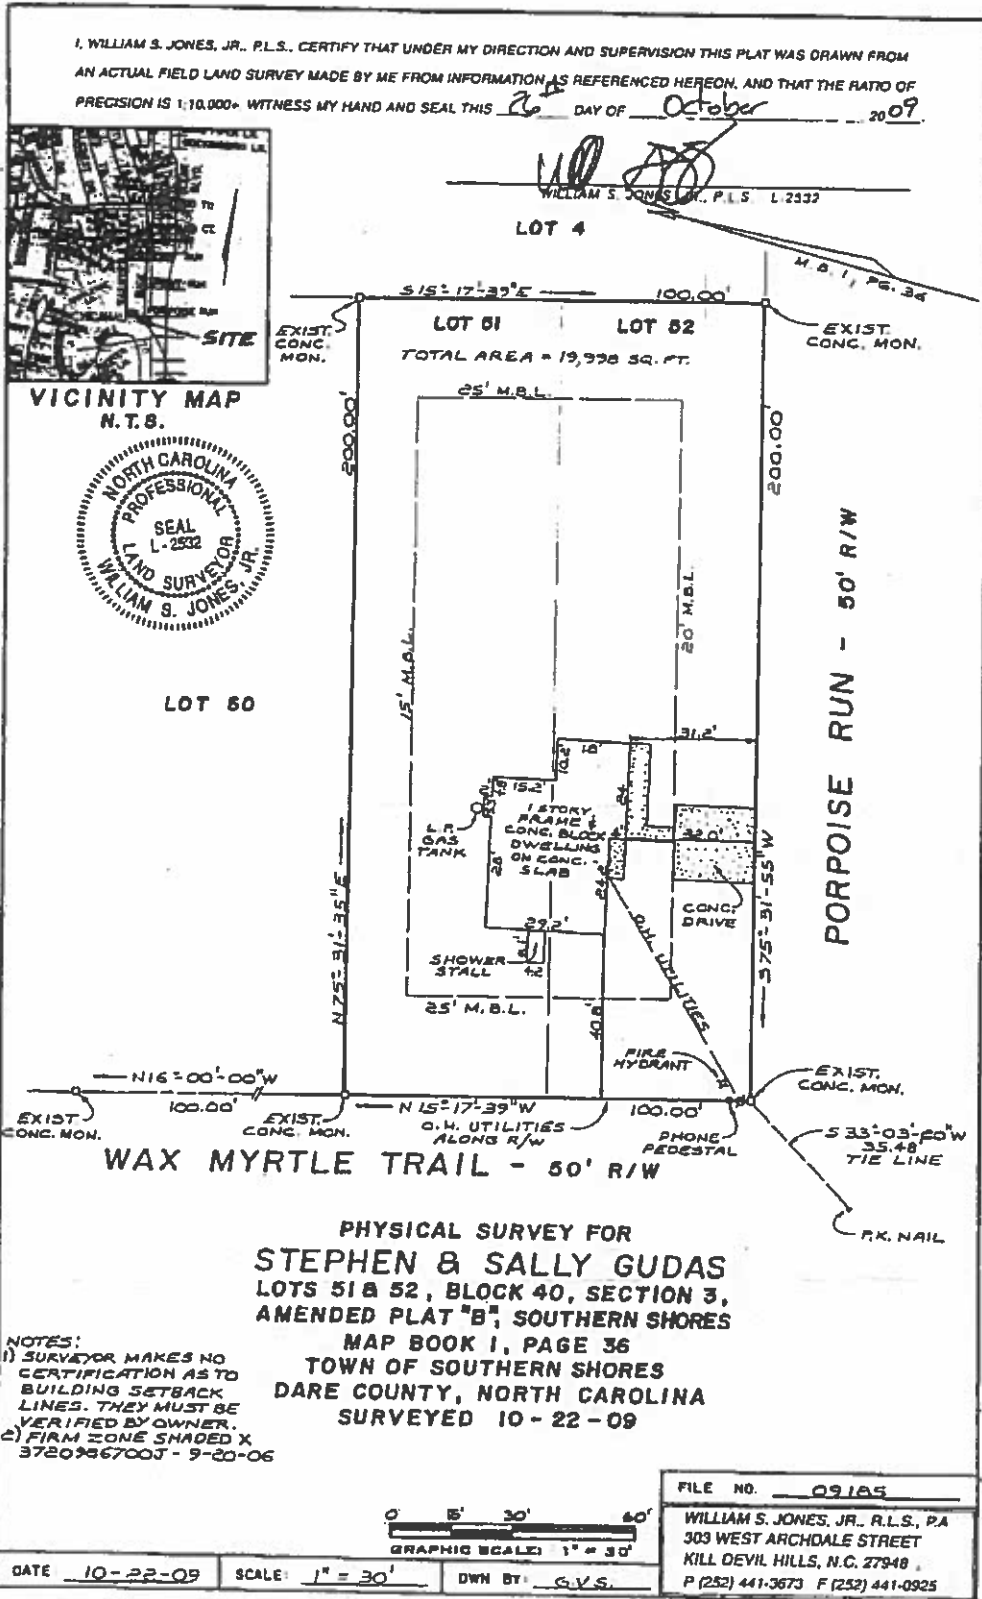 I, WILLIAM S. JONES, JR., P.L.S., CERTIFY THAT UNDER MY DIRECTION AND SUPERVISION THIS PLAT WAS DRAWN FROM
AN ACTUAL FIELD LAND SURVEY MADE BY ME FROM INFORMATION AS REFERENCED HEREON, AND THAT THE RATIO OF
PRECISION IS 1:10,000+ WITNESS MY HAND AND SEAL THIS 26th DAY OF October 2009.
WILLIAM S. JONES, JR., P.L.S. L-2532
LOT 4
M.B. 1, PG. 36
S 15°-17'-39" E
100.00'
EXIST.
CONC.
MON.
LOT 51
LOT 52
EXIST.
CONC. MON.
TOTAL AREA = 19,998 SQ. FT.
SITE
VICINITY MAP
N.T.S.
NORTH CAROLINA
PROFESSIONAL
SEAL
L-2532
LAND SURVEYOR
WILLIAM S. JONES, JR.
25' M.B.L.
200.00'
200.00'
20' M.B.L.
15' M.B.L.
LOT 50
PORPOISE RUN - 50' R/W
31.2'
18'
10.2'
15.2'
24'
L.P.
GAS
TANK
1 STORY
FRAME &
CONC. BLOCK
DWELLING
ON CONC.
SLAB
32.0'
28'
24.2'
CONC.
DRIVE
29.2'
SHOWER
STALL
4.2
O.H. UTILITIES
N 75°-31'-35" E
S 75°-31'-55" W
25' M.B.L.
40.8'
FIRE
HYDRANT
N 16°-00'-00" W
100.00'
EXIST.
CONC. MON.
EXIST.
CONC. MON.
N 15°-17'-39" W
100.00'
O.H. UTILITIES
ALONG R/W
PHONE
PEDESTAL
EXIST.
CONC. MON.
S 33°-03'-20" W
35.48'
TIE LINE
P.K. NAIL
WAX MYRTLE TRAIL - 50' R/W
PHYSICAL SURVEY FOR
STEPHEN & SALLY GUDAS
LOTS 51 & 52, BLOCK 40, SECTION 3,
AMENDED PLAT "B", SOUTHERN SHORES
MAP BOOK 1, PAGE 36
TOWN OF SOUTHERN SHORES
DARE COUNTY, NORTH CAROLINA
SURVEYED 10-22-09
NOTES:
1) SURVEYOR MAKES NO
CERTIFICATION AS TO
BUILDING SETBACK
LINES. THEY MUST BE
VERIFIED BY OWNER.
2) FIRM ZONE SHADED X
3720986700J - 9-20-06
0 15' 30' 60'
GRAPHIC SCALE: 1" = 30'
FILE NO. 09185
WILLIAM S. JONES, JR., R.L.S., P.A
303 WEST ARCHDALE STREET
KILL DEVIL HILLS, N.C. 27948
P (252) 441-3673 F (252) 441-0925
DATE 10-22-09
SCALE: 1" = 30'
DWN BY: G.V.S.